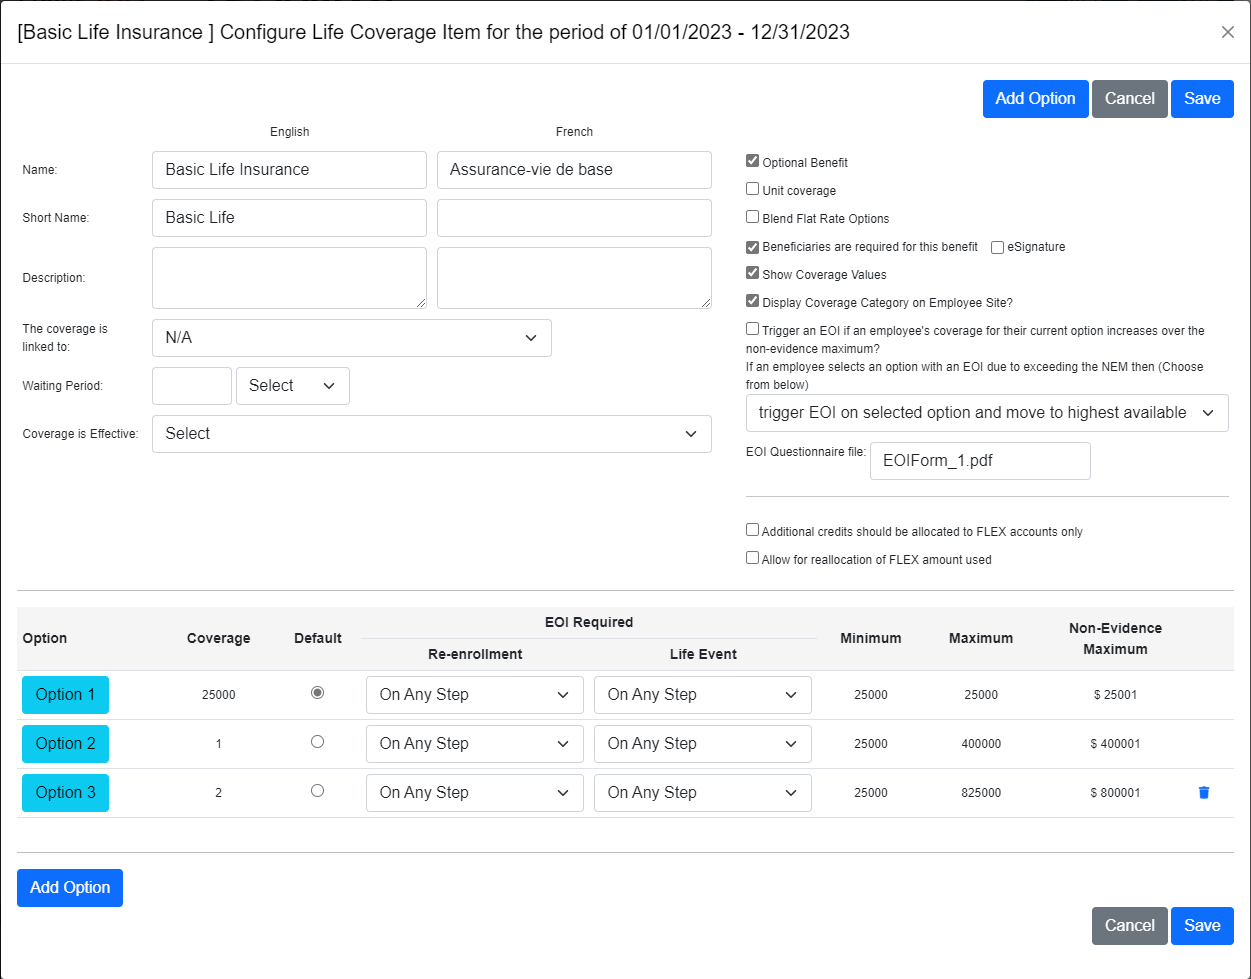 [Basic Life Insurance ] Configure Life Coverage Item for the period of 01/01/2023 - 12/31/2023
Add Option Cancel Save
English French
Name: Basic Life Insurance Assurance-vie de base
Short Name: Basic Life
Description:
The coverage is
linked to:
N/A
Waiting Period: Select
Coverage is Effective: Select
Optional Benefit
Unit coverage
Blend Flat Rate Options
Beneficiaries are required for this benefit eSignature
Show Coverage Values
Display Coverage Category on Employee Site?
Trigger an EOI if an employee's coverage for their current option increases over the
non-evidence maximum?
If an employee selects an option with an EOI due to exceeding the NEM then (Choose
from below)
trigger EOI on selected option and move to highest available
EOI Questionnaire file: EOIForm_1.pdf
Additional credits should be allocated to FLEX accounts only
Allow for reallocation of FLEX amount used
Option Coverage Default EOI Required Minimum Maximum Non-Evidence
Maximum
Re-enrollment Life Event
Option 1 25000 On Any Step On Any Step 25000 25000 $ 25001
Option 2 1 On Any Step On Any Step 25000 400000 $ 400001
Option 3 2 On Any Step On Any Step 25000 825000 $ 800001
Add Option
Cancel Save